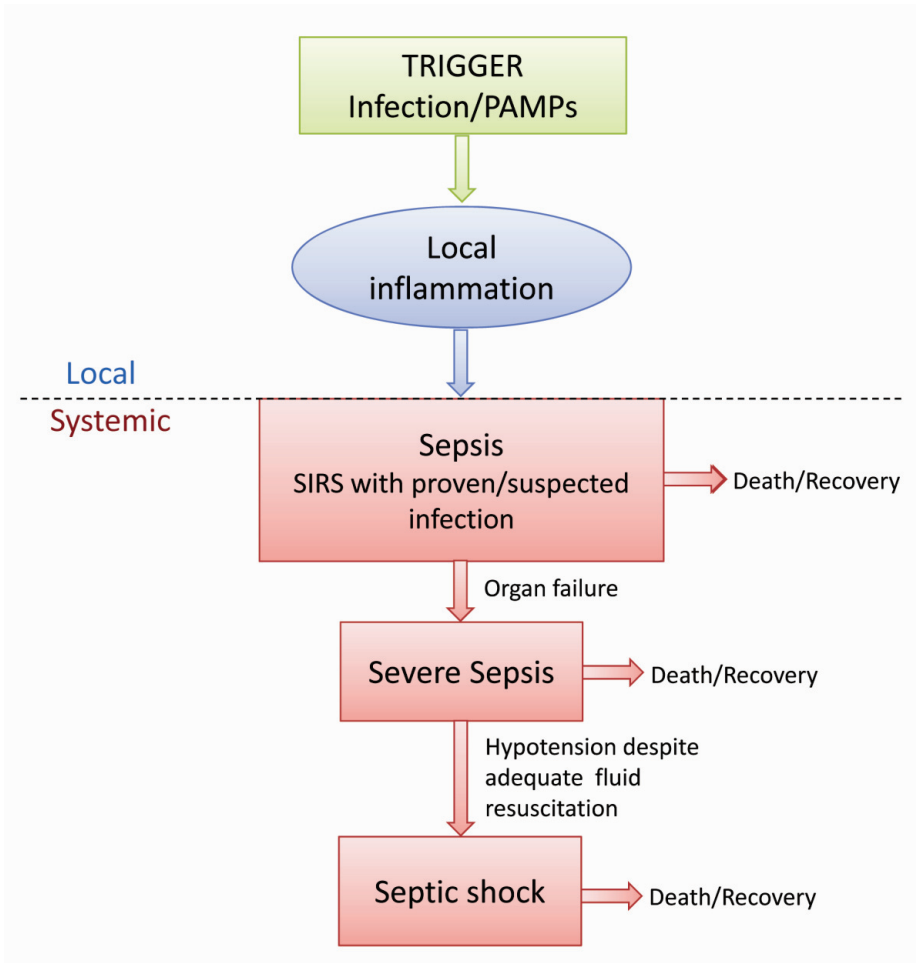 TRIGGER
Infection/PAMPs
Local
inflammation
Local
Systemic
Sepsis
SIRS with proven/suspected
infection
Death/Recovery
Organ failure
Severe Sepsis
Death/Recovery
Hypotension despite
adequate fluid
resuscitation
Septic shock
Death/Recovery